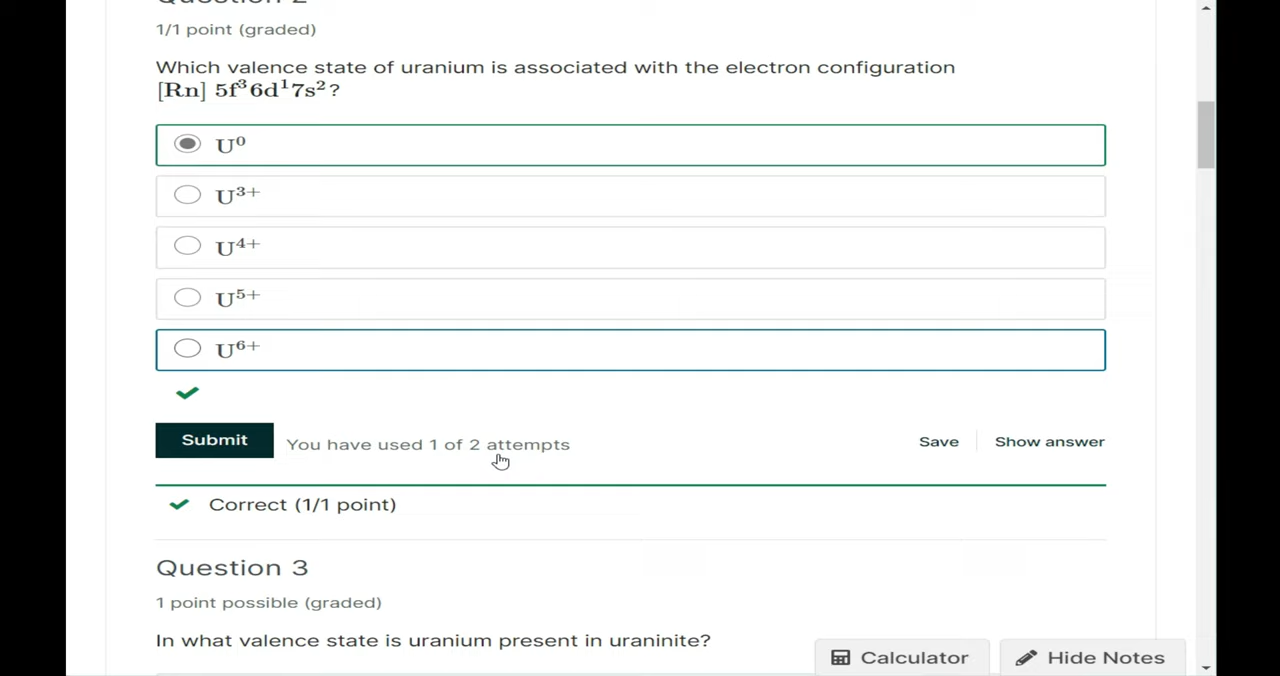 Question 2
1/1 point (graded)
Which valence state of uranium is associated with the electron configuration
[Rn] 5f³6d¹7s²?
U⁰
U³⁺
U⁴⁺
U⁵⁺
U⁶⁺
Submit You have used 1 of 2 attempts Save Show answer
Correct (1/1 point)
Question 3
1 point possible (graded)
In what valence state is uranium present in uraninite?
Calculator Hide Notes